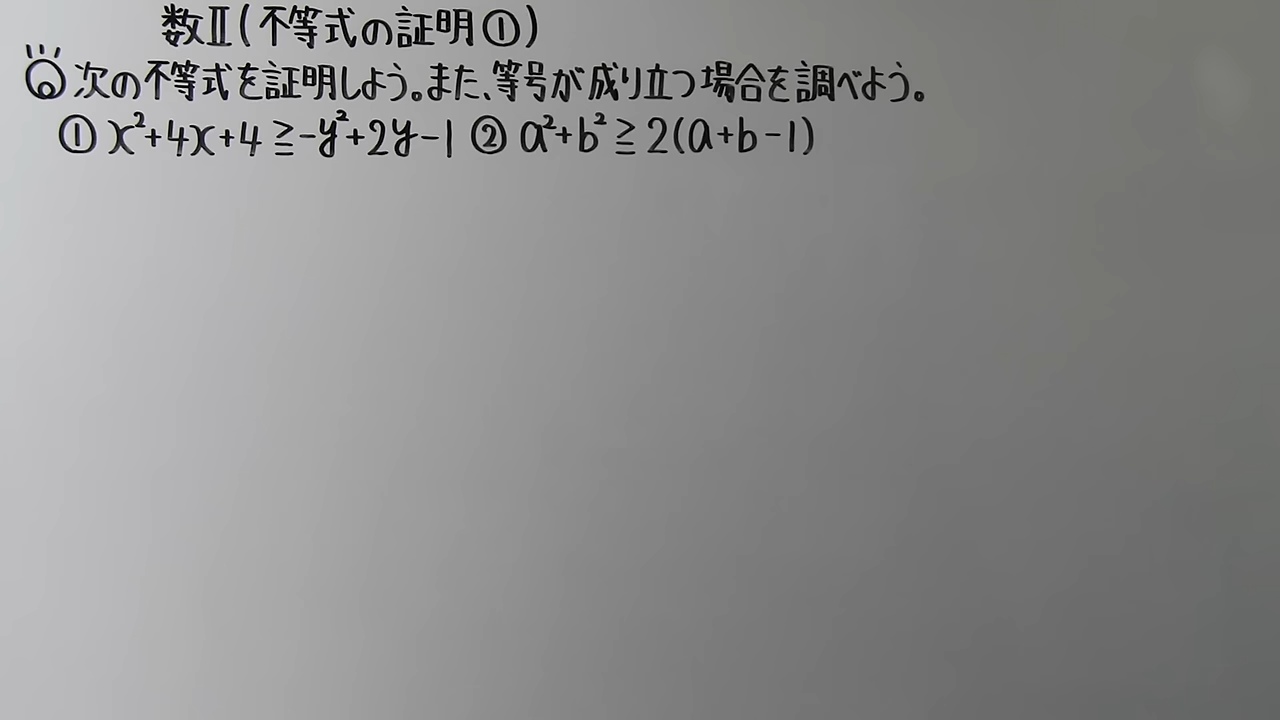 数Ⅱ(不等式の証明①)
次の不等式を証明しよう。また、等号が成り立つ場合を調べよう。
① x²+4x+4≧-y²+2y-1 ② a²+b²≧2(a+b-1)